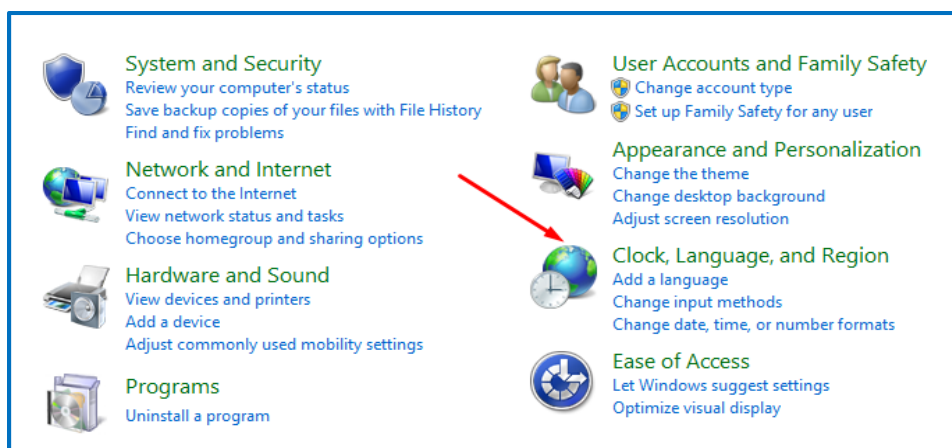 System and Security
Review your computer's status
Save backup copies of your files with File History
Find and fix problems
Network and Internet
Connect to the Internet
View network status and tasks
Choose homegroup and sharing options
Hardware and Sound
View devices and printers
Add a device
Adjust commonly used mobility settings
Programs
Uninstall a program
User Accounts and Family Safety
Change account type
Set up Family Safety for any user
Appearance and Personalization
Change the theme
Change desktop background
Adjust screen resolution
Clock, Language, and Region
Add a language
Change input methods
Change date, time, or number formats
Ease of Access
Let Windows suggest settings
Optimize visual display